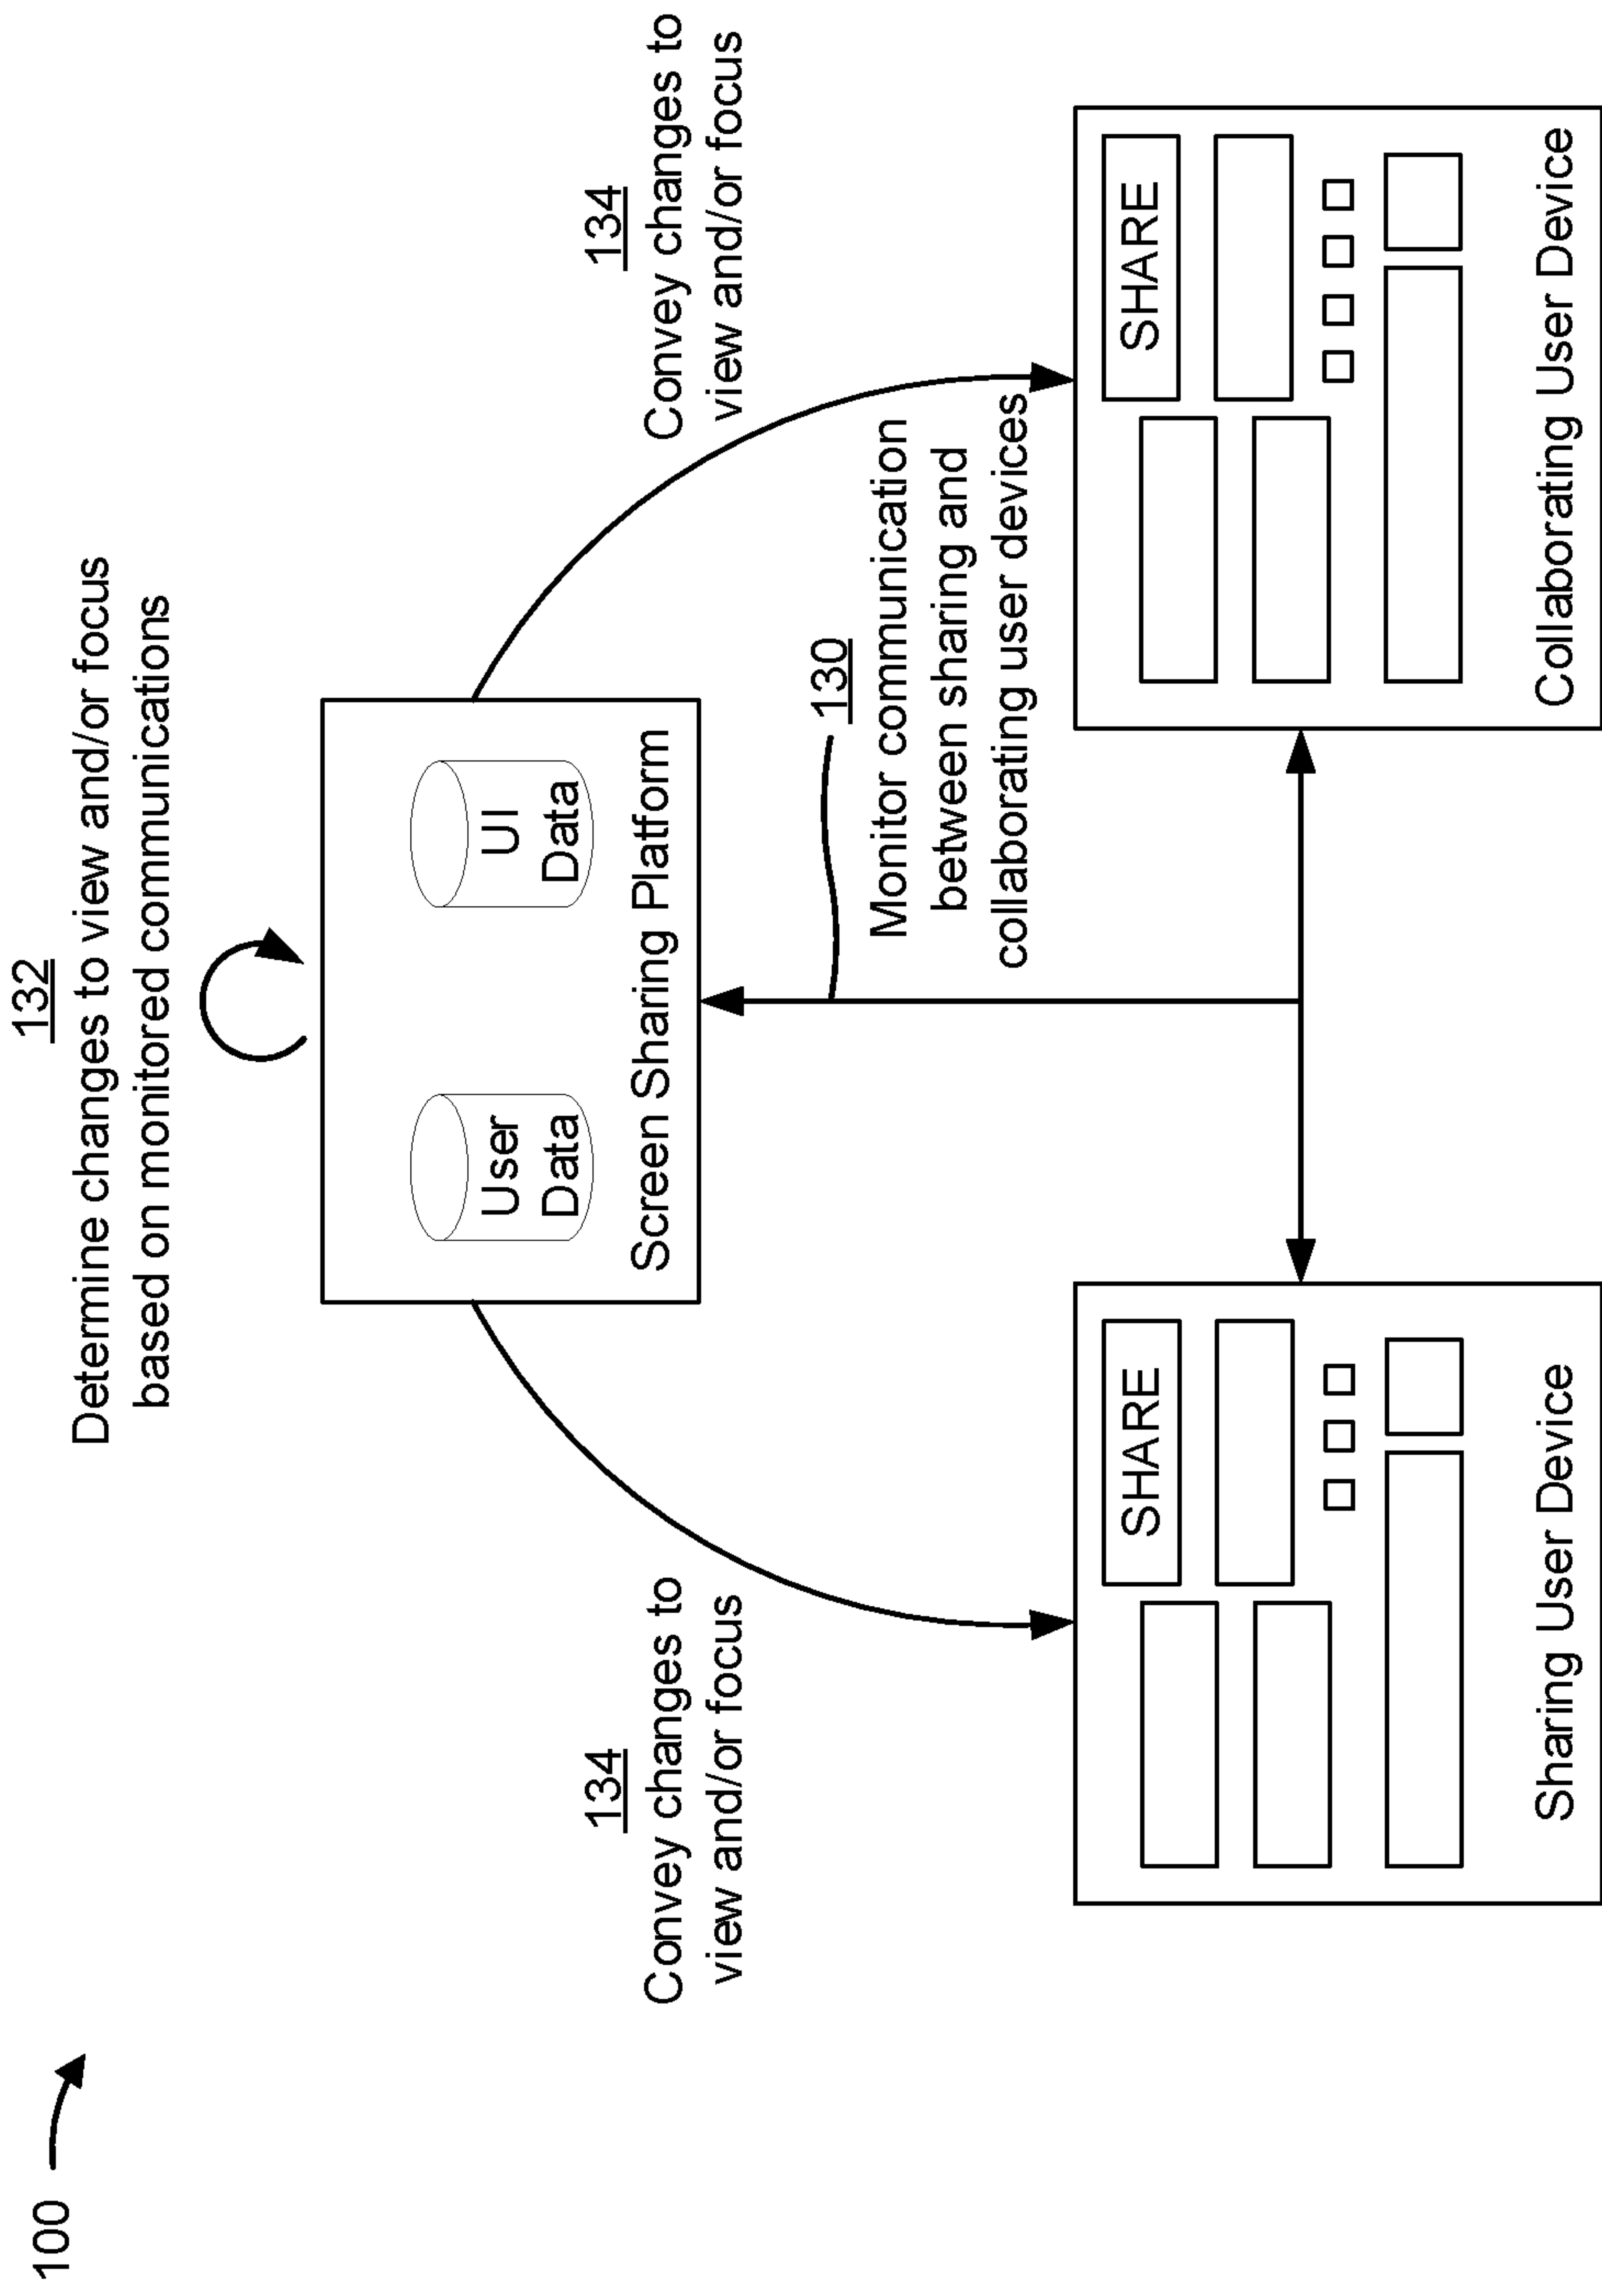 100
132
Determine changes to view and/or focus
based on monitored communications
User
Data
UI
Data
Screen Sharing Platform
134
Convey changes to
view and/or focus
134
Convey changes to
view and/or focus
130
Monitor communication
between sharing and
collaborating user devices
SHARE
Sharing User Device
SHARE
Collaborating User Device